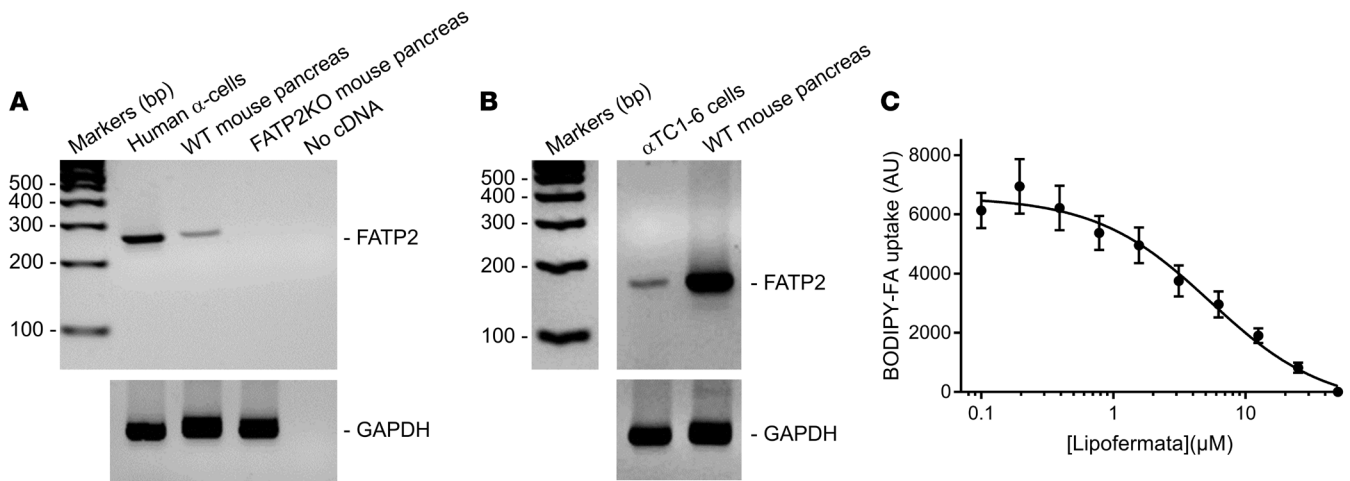 A
Markers (bp)
Human α-cells
WT mouse pancreas
FATP2KO mouse pancreas
No cDNA
500 -
400 -
300 -
200 -
100 -
- FATP2
- GAPDH
B
Markers (bp)
αTC1-6 cells
WT mouse pancreas
500 -
400 -
300 -
200 -
100 -
- FATP2
- GAPDH
C
BODIPY-FA uptake (AU)
8000
6000
4000
2000
0
0.1 1 10
[Lipofermata](µM)